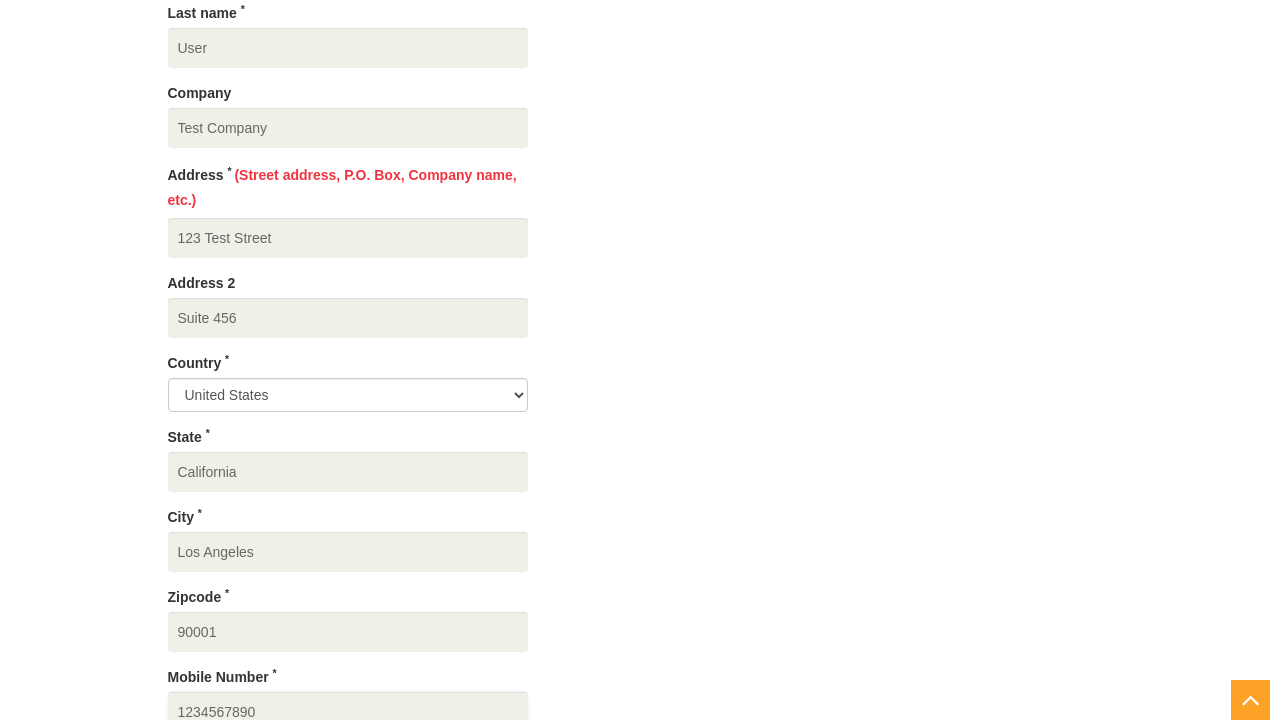 Last name *
User
Company
Test Company
Address * (Street address, P.O. Box, Company name,
etc.)
123 Test Street
Address 2
Suite 456
Country *
United States
State *
California
City *
Los Angeles
Zipcode *
90001
Mobile Number *
1234567890